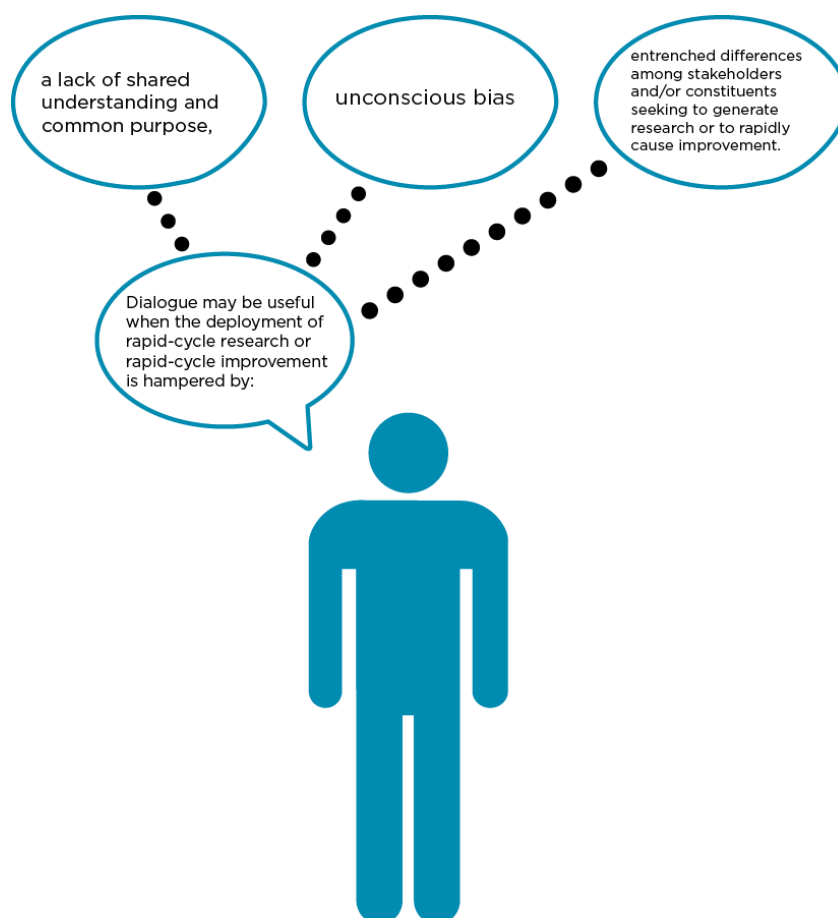 a lack of shared
understanding and
common purpose,
unconscious bias
entrenched differences
among stakeholders
and/or constituents
seeking to generate
research or to rapidly
cause improvement.
Dialogue may be useful
when the deployment of
rapid-cycle research or
rapid-cycle improvement
is hampered by: